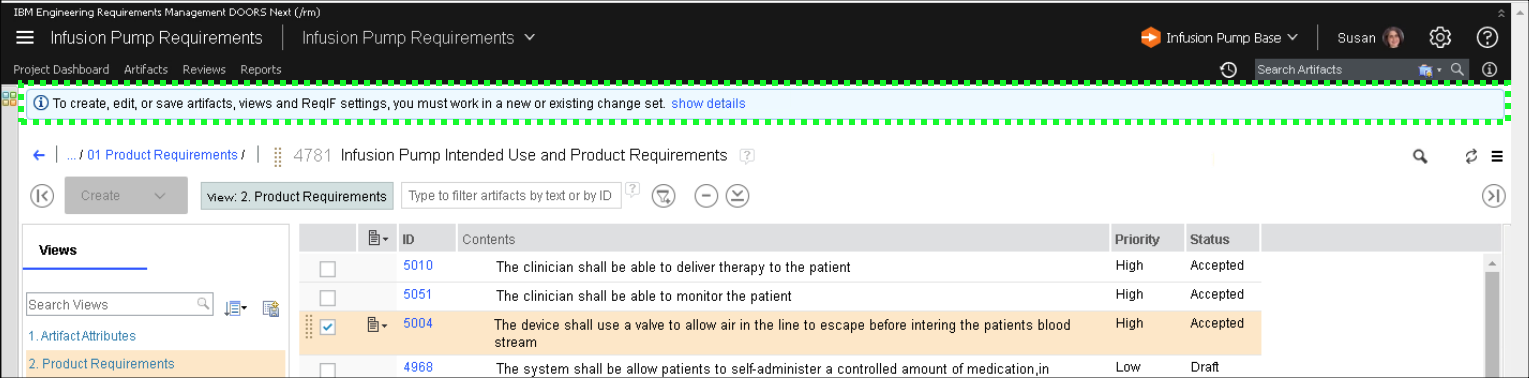 IBM Engineering Requirements Management DOORS Next (/rm)
Infusion Pump Requirements Infusion Pump Requirements Infusion Pump Base Susan
Project Dashboard Artifacts Reviews Reports Search Artifacts
To create, edit, or save artifacts, views and ReqIF settings, you must work in a new or existing change set. show details
... / 01 Product Requirements / 4781 Infusion Pump Intended Use and Product Requirements
Create View: 2. Product Requirements Type to filter artifacts by text or by ID
Views
ID Contents Priority Status
5010 The clinician shall be able to deliver therapy to the patient High Accepted
Search Views
5051 The clinician shall be able to monitor the patient High Accepted
1. Artifact Attributes
5004 The device shall use a valve to allow air in the line to escape before intering the patients blood High Accepted
stream
2. Product Requirements
4968 The system shall be allow patients to self-administer a controlled amount of medication,in Low Draft